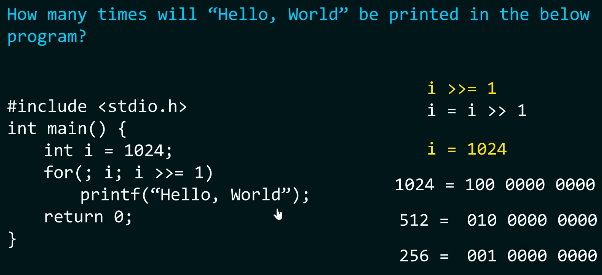 How many times will “Hello, World” be printed in the below
program?
#include <stdio.h>
int main() {
int i = 1024;
for(; i; i >>= 1)
printf(“Hello, World”);
return 0;
}
i >>= 1
i = i >> 1
i = 1024
1024 = 100 0000 0000
512 = 010 0000 0000
256 = 001 0000 0000